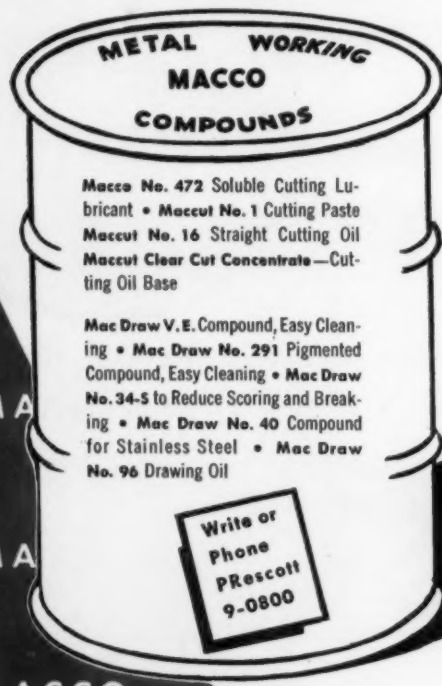 METAL WORKING
MACCO
COMPOUNDS
Macco No. 472 Soluble Cutting Lu-
bricant • Maccut No. 1 Cutting Paste
Maccut No. 16 Straight Cutting Oil
Maccut Clear Cut Concentrate—Cut-
ting Oil Base
Mac Draw V.E. Compound, Easy Clean-
ing • Mac Draw No. 291 Pigmented
Compound, Easy Cleaning • Mac Draw
No. 34-S to Reduce Scoring and Break-
ing • Mac Draw No. 40 Compound
for Stainless Steel • Mac Draw
No. 96 Drawing Oil
Write or
Phone
PRescott
9-0800